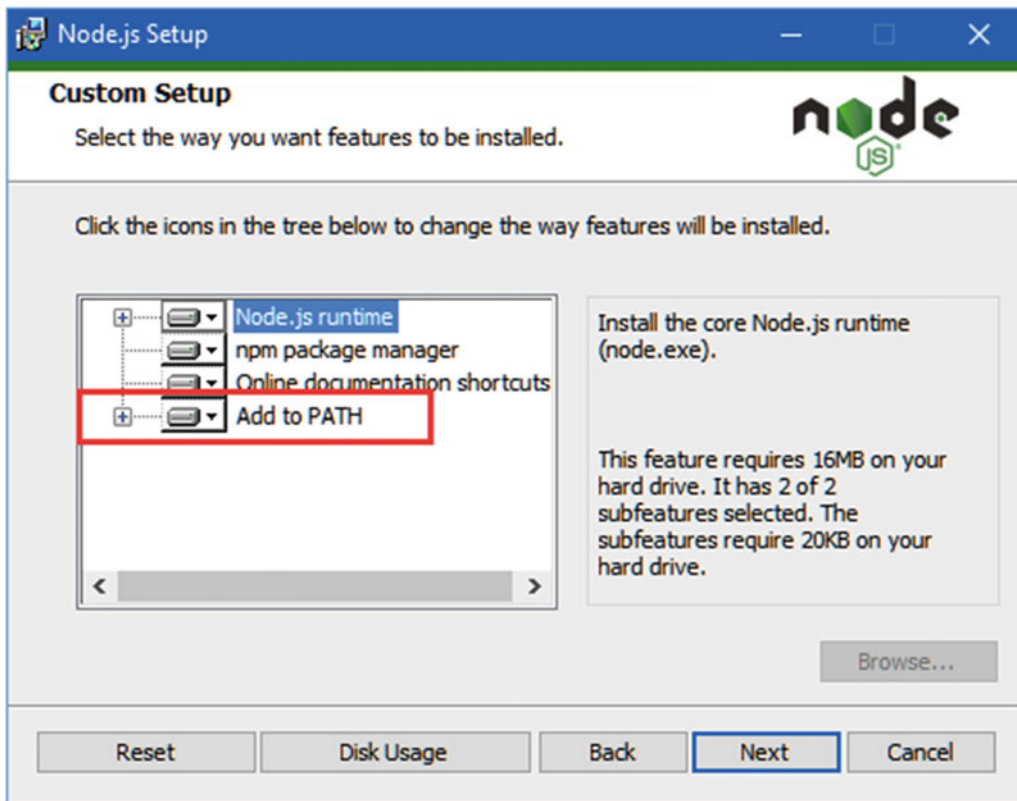 Node.js Setup
Custom Setup
Select the way you want features to be installed.
node
JS
Click the icons in the tree below to change the way features will be installed.
Node.js runtime
npm package manager
Online documentation shortcuts
Add to PATH
Install the core Node.js runtime
(node.exe).
This feature requires 16MB on your
hard drive. It has 2 of 2
subfeatures selected. The
subfeatures require 20KB on your
hard drive.
Browse...
Reset
Disk Usage
Back
Next
Cancel